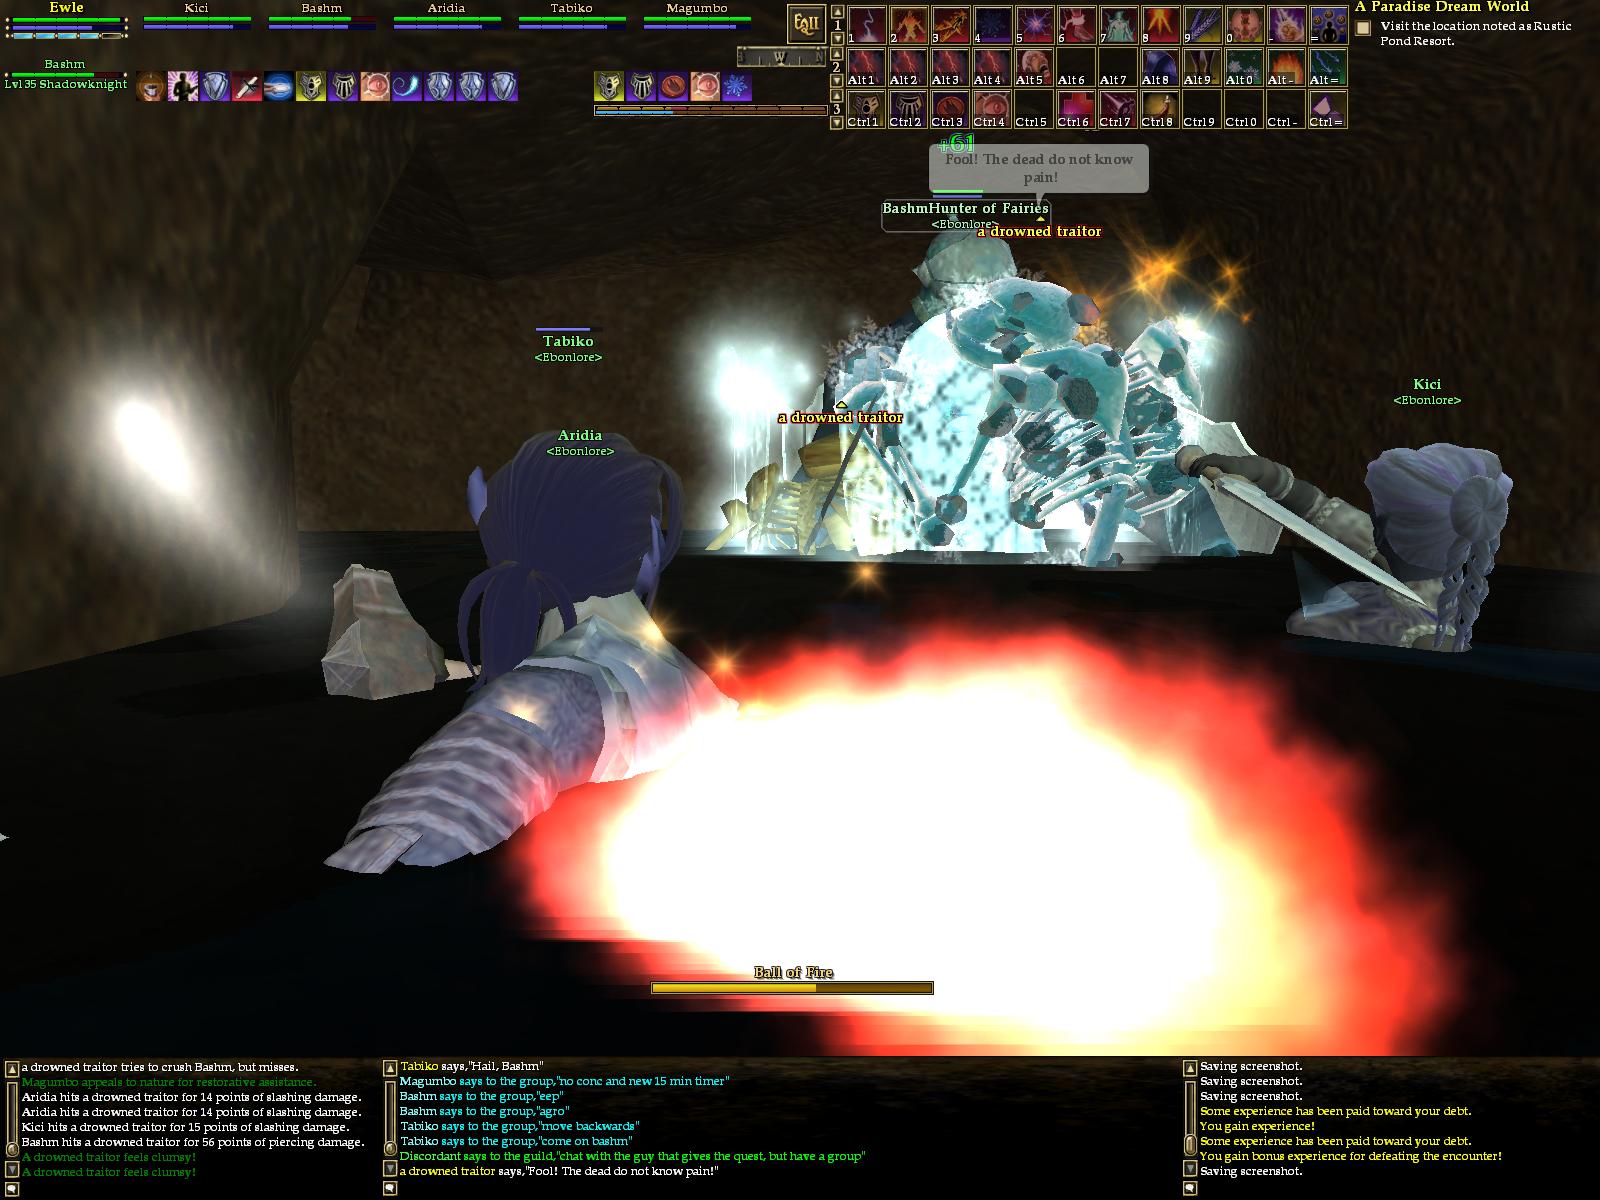 Ewle
Kici
Bashm
Aridia
Tabiko
Magumbo
Bashm
Lvl 35 Shadowknight
EQII
W
N
1
2
3
1 2 3 4 5 6 7 8 9 0 - =
Alt1 Alt2 Alt3 Alt4 Alt5 Alt6 Alt7 Alt8 Alt9 Alt0 Alt- Alt=
Ctrl1 Ctrl2 Ctrl3 Ctrl4 Ctrl5 Ctrl6 Ctrl7 Ctrl8 Ctrl9 Ctrl0 Ctrl- Ctrl=
A Paradise Dream World
Visit the location noted as Rustic
Pond Resort.
+61
Fool! The dead do not know
pain!
BashmHunter of Fairies
<Ebonlore>
a drowned traitor
Tabiko
<Ebonlore>
Kici
<Ebonlore>
a drowned traitor
Aridia
<Ebonlore>
Ball of Fire
a drowned traitor tries to crush Bashm, but misses.
Magumbo appeals to nature for restorative assistance.
Aridia hits a drowned traitor for 14 points of slashing damage.
Aridia hits a drowned traitor for 14 points of slashing damage.
Kici hits a drowned traitor for 15 points of slashing damage.
Bashm hits a drowned traitor for 56 points of piercing damage.
A drowned traitor feels clumsy!
A drowned traitor feels clumsy!
Tabiko says,"Hail, Bashm"
Magumbo says to the group,"no conc and new 15 min timer"
Bashm says to the group,"eep"
Bashm says to the group,"agro"
Tabiko says to the group,"move backwards"
Tabiko says to the group,"come on bashm"
Discordant says to the guild,"chat with the guy that gives the quest, but have a group"
a drowned traitor says,"Fool! The dead do not know pain!"
Saving screenshot.
Saving screenshot.
Saving screenshot.
Some experience has been paid toward your debt.
You gain experience!
Some experience has been paid toward your debt.
You gain bonus experience for defeating the encounter!
Saving screenshot.